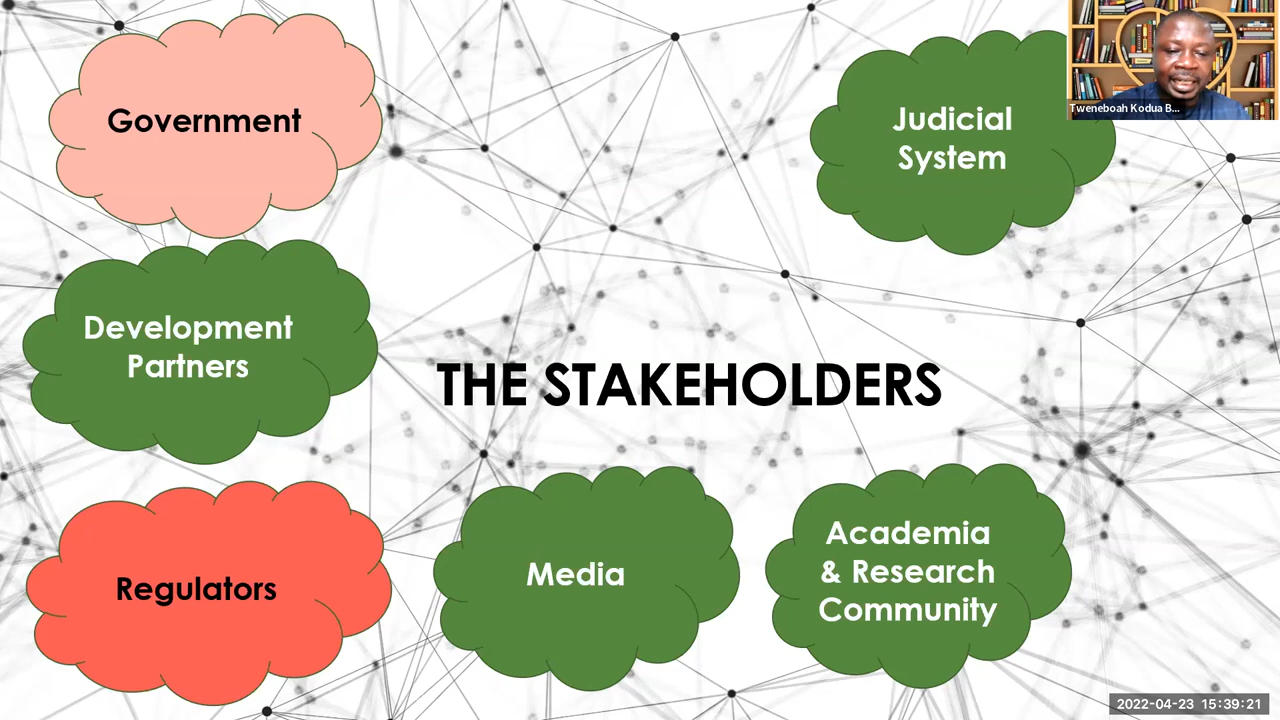 Government
Judicial
System
Tweneboah Kodua B...
Development
Partners
THE STAKEHOLDERS
Regulators
Media
Academia
& Research
Community
2022-04-23 15:39:21